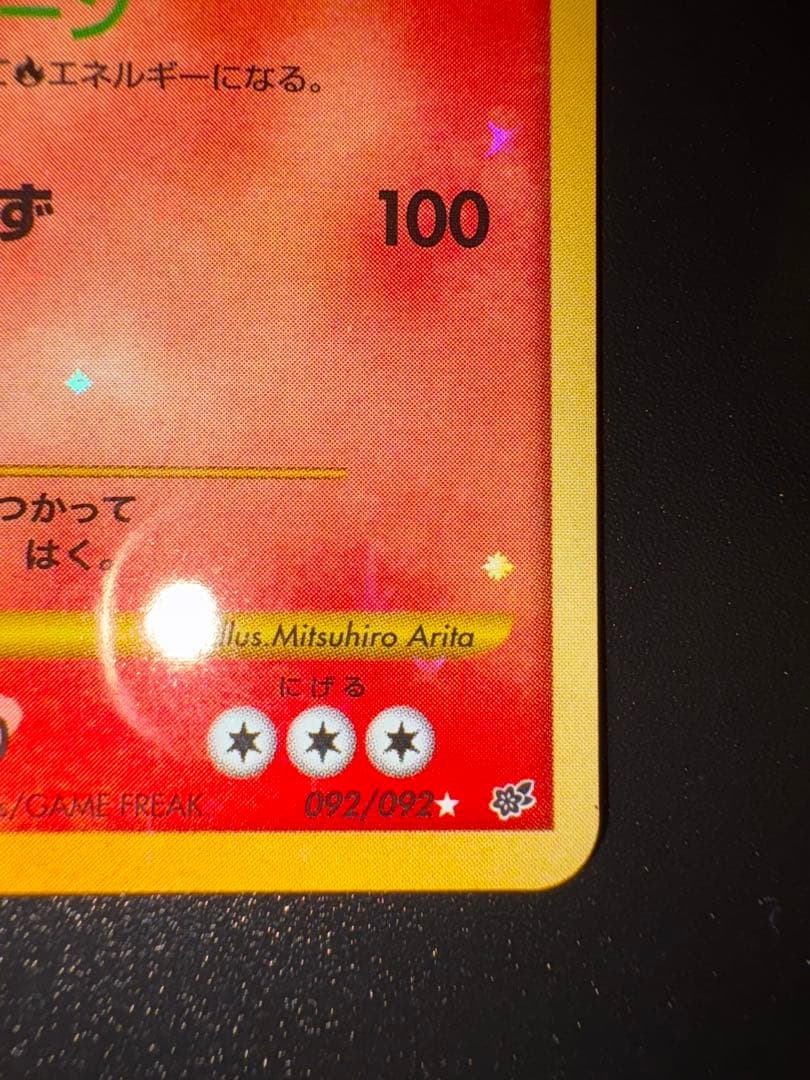 エネルギーになる。
ず 100
つかって
はく。
Illus.Mitsuhiro Arita
にげる
/GAME FREAK 092/092★